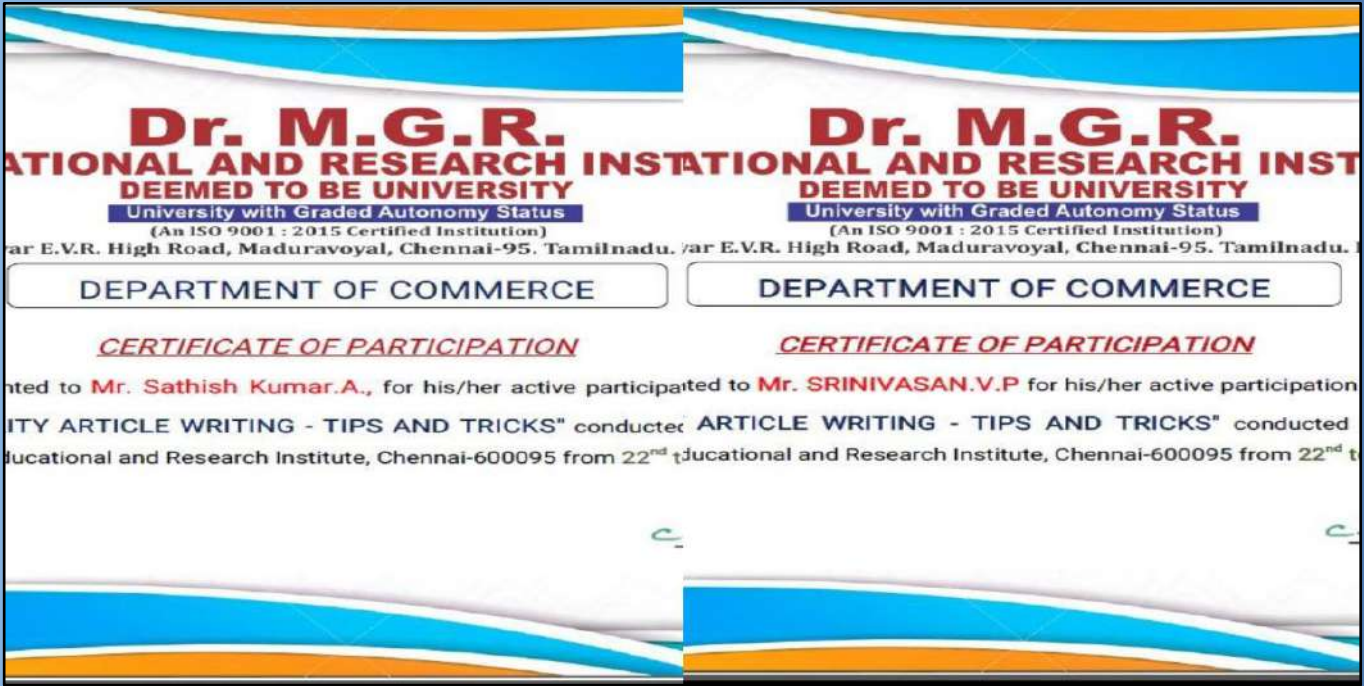 Dr. M.G.R.
ATIONAL AND RESEARCH INST
DEEMED TO BE UNIVERSITY
University with Graded Autonomy Status
(An ISO 9001 : 2015 Certified Institution)
ar E.V.R. High Road, Maduravoyal, Chennai-95. Tamilnadu.
DEPARTMENT OF COMMERCE
CERTIFICATE OF PARTICIPATION
nted to Mr. Sathish Kumar.A., for his/her active participa
ITY ARTICLE WRITING - TIPS AND TRICKS" conducted
ducational and Research Institute, Chennai-600095 from 22nd t
Dr. M.G.R.
ATIONAL AND RESEARCH INST
DEEMED TO BE UNIVERSITY
University with Graded Autonomy Status
(An ISO 9001 : 2015 Certified Institution)
ar E.V.R. High Road, Maduravoyal, Chennai-95. Tamilnadu.
DEPARTMENT OF COMMERCE
CERTIFICATE OF PARTICIPATION
ted to Mr. SRINIVASAN.V.P for his/her active participation
ARTICLE WRITING - TIPS AND TRICKS" conducted
ducational and Research Institute, Chennai-600095 from 22nd t